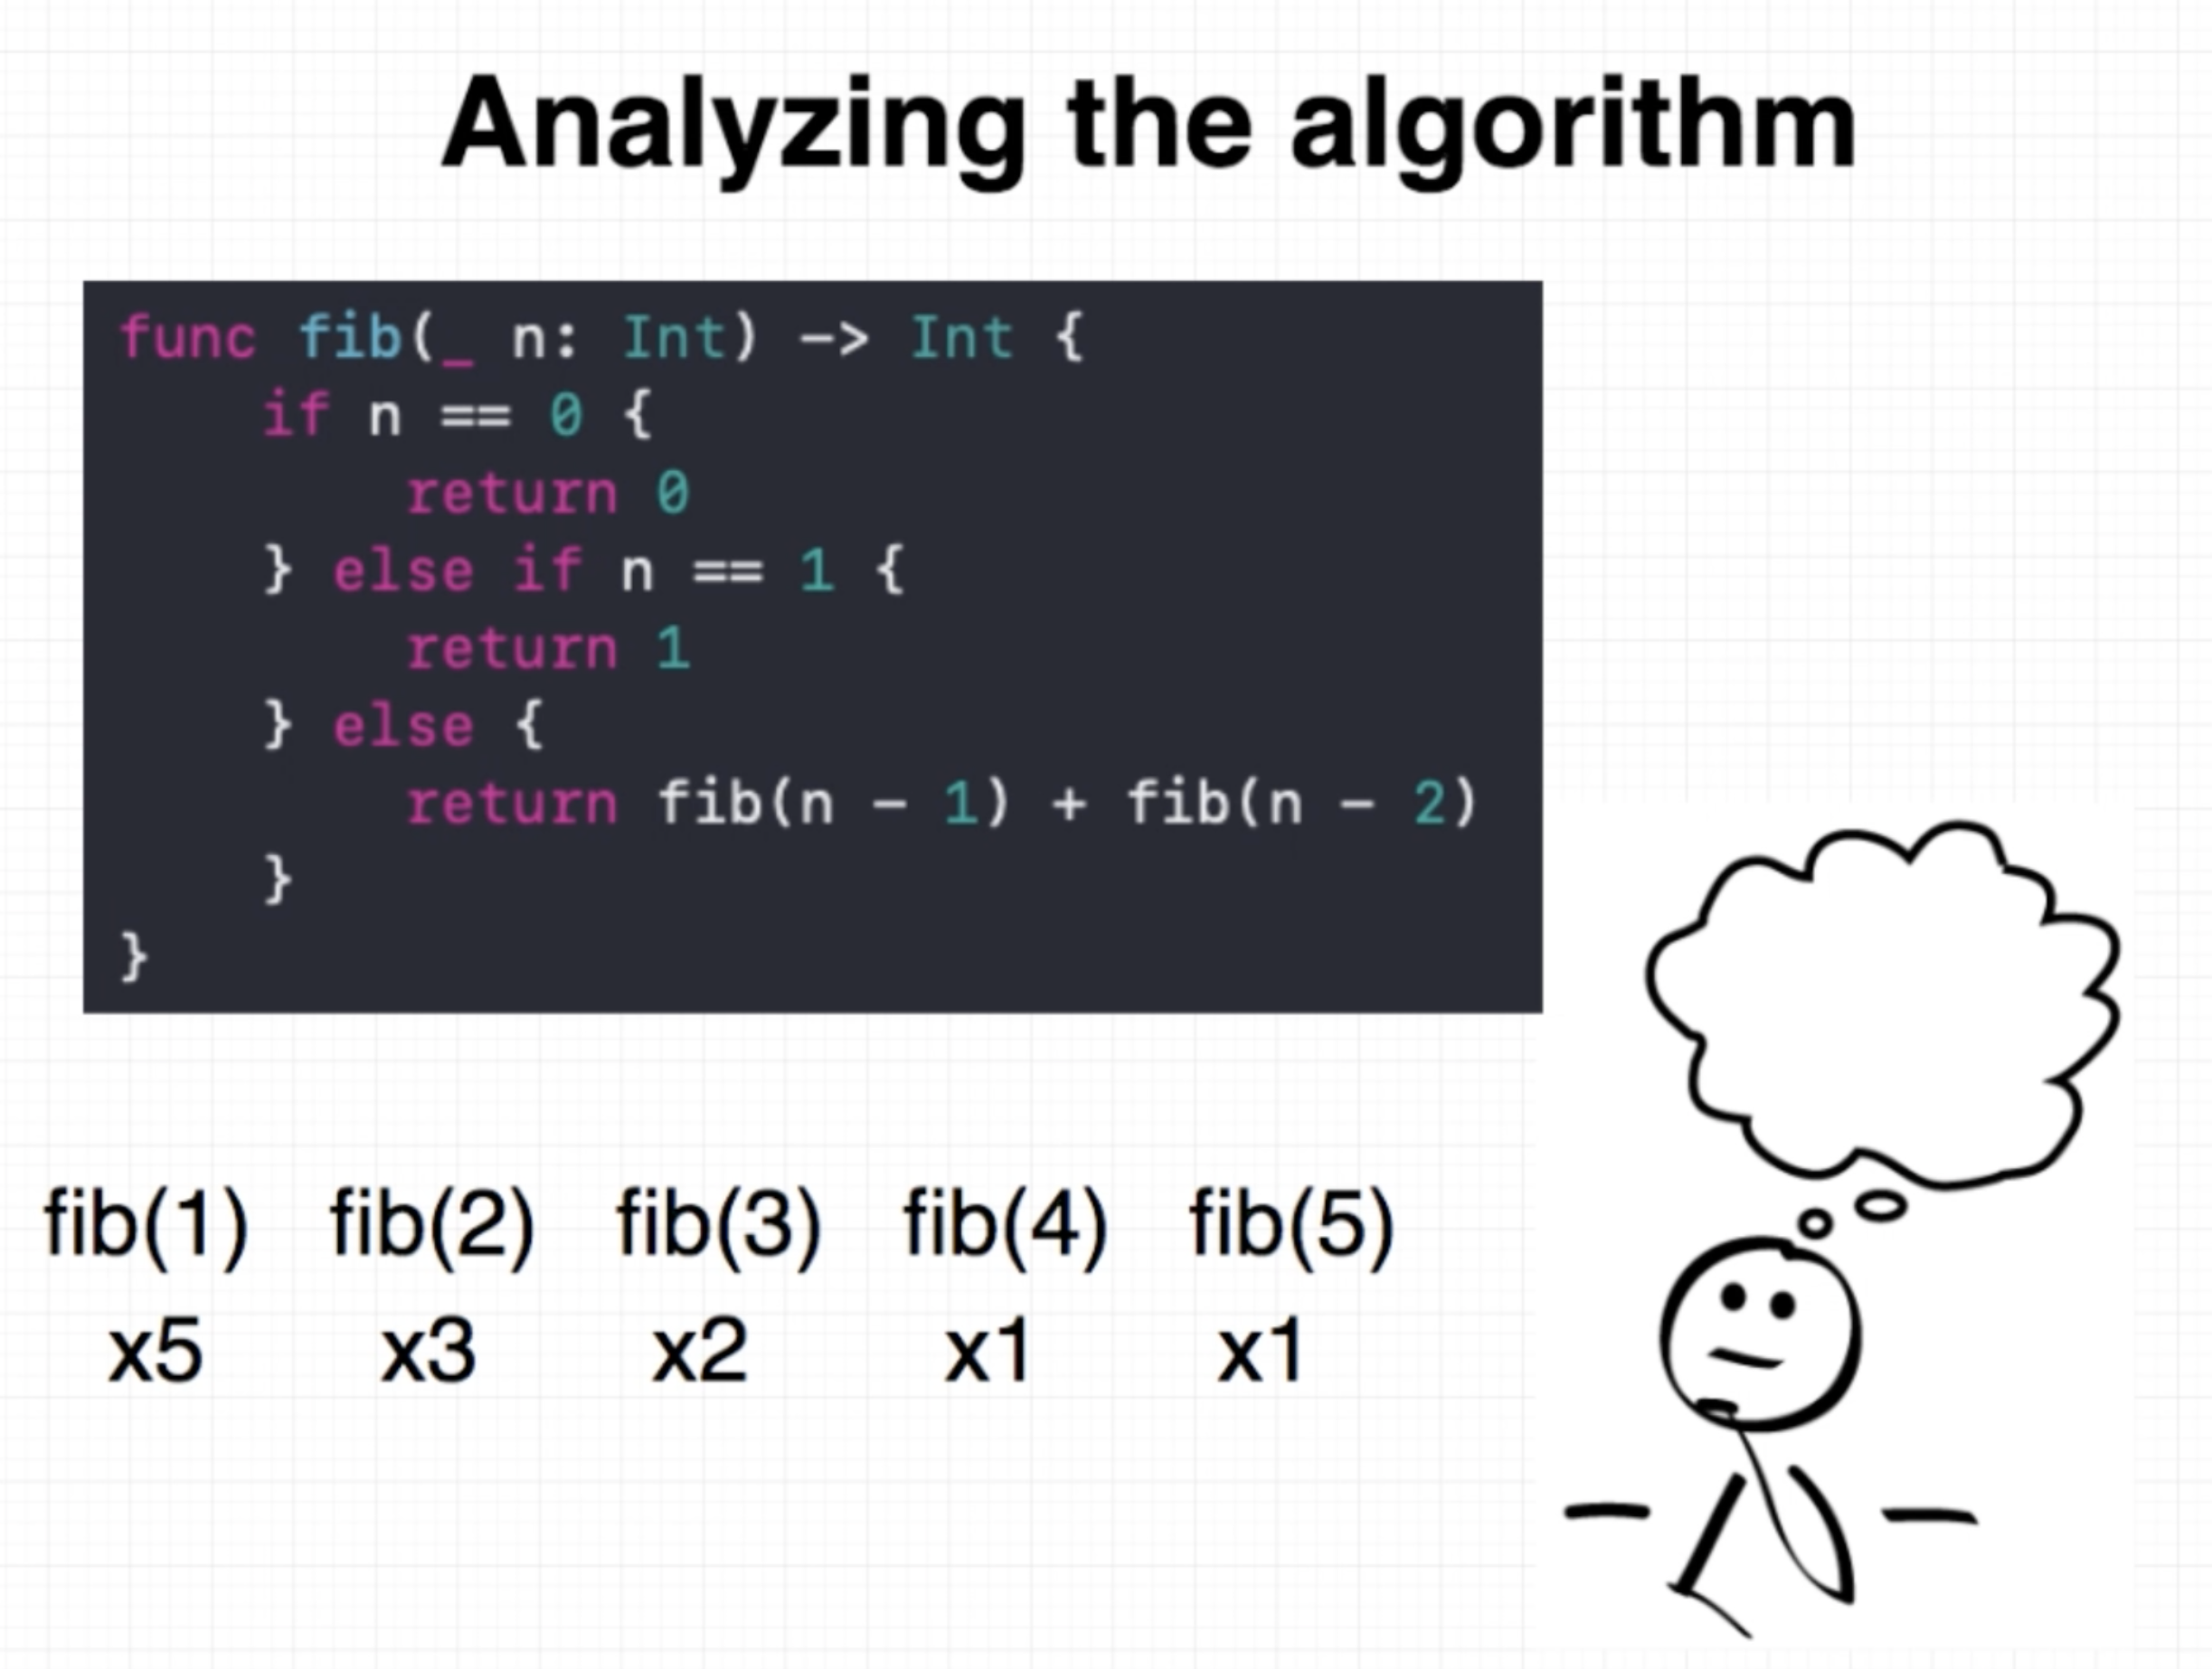 Analyzing the algorithm
func fib(_ n: Int) -> Int {
if n == 0 {
return 0
} else if n == 1 {
return 1
} else {
return fib(n - 1) + fib(n - 2)
}
}
fib(1) fib(2) fib(3) fib(4) fib(5)
x5 x3 x2 x1 x1